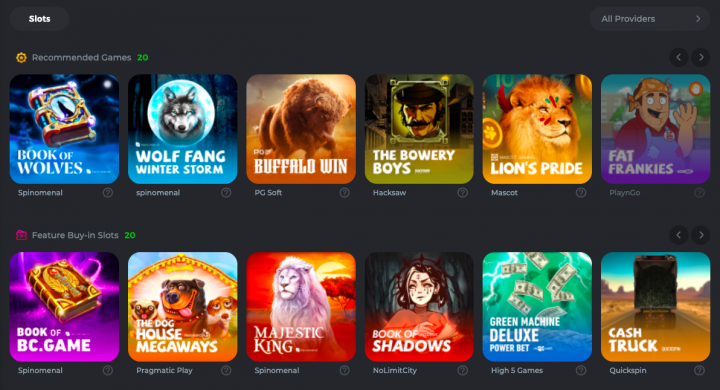 Slots
All Providers
Recommended Games 20
BOOK OF
WOLVES
WOLF FANG
WINTER STORM
PG
BUFFALO WIN
THE BOWERY
BOYS
MASCOT GAMING
LION'S PRIDE
FAT
FRANKIES
Spinomenal
spinomenal
PG Soft
Hacksaw
Mascot
PlaynGo
Feature Buy-in Slots 20
BOOK OF
BC.GAME
THE DOG
HOUSE
MEGAWAYS
MAJESTIC
KING
BOOK OF
SHADOWS
GREEN MACHINE
DELUXE
POWER BET
CASH
TRUCK
QUICKSPIN
Spinomenal
Pragmatic Play
Spinomenal
NoLimitCity
High 5 Games
Quickspin